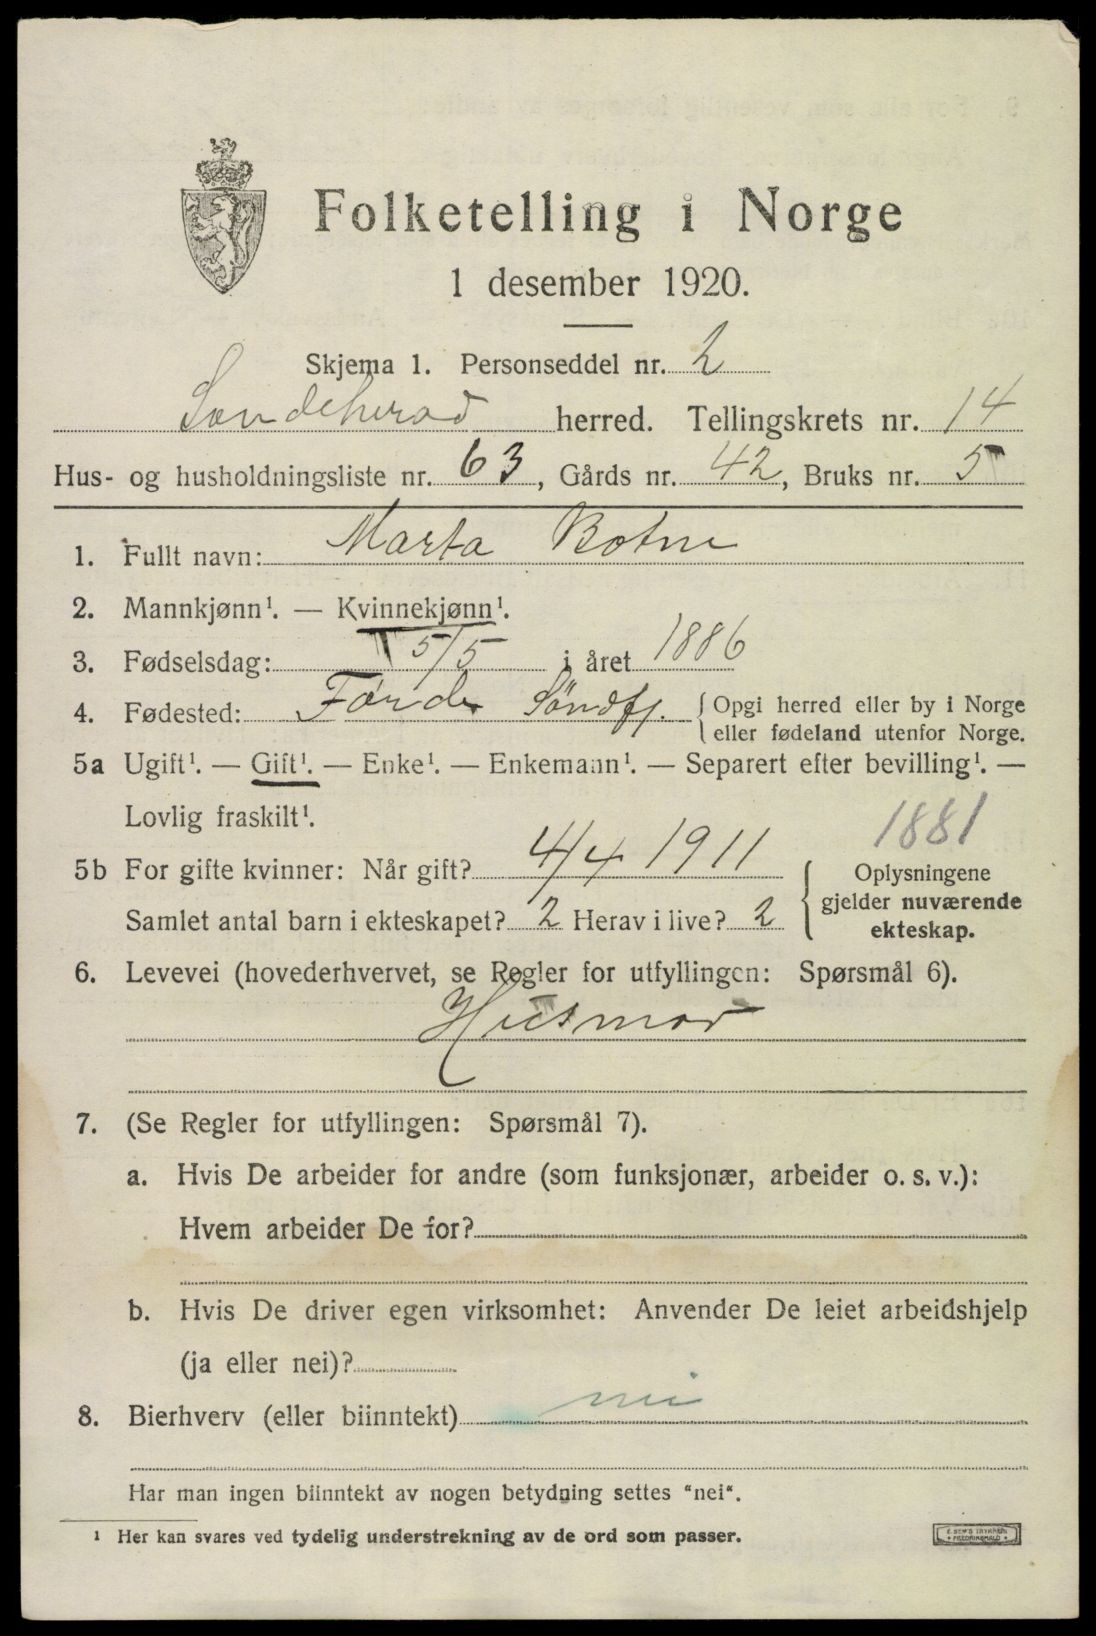 Folketelling i Norge
1 desember 1920.
Skjema 1. Personseddel nr. 2
Sandeherad herred. Tellingskrets nr. 14
Hus- og husholdningsliste nr. 63, Gårds nr. 42, Bruks nr. 5
1. Fullt navn: Marta Botne
2. Mannkjønn¹. — Kvinnekjønn¹.
3. Fødselsdag: 5/5 i året 1886
4. Fødested: Førde Söndfj. Opgi herred eller by i Norge
eller fødeland utenfor Norge.
5a Ugift¹. — Gift¹. — Enke¹. — Enkemann¹. — Separert efter bevilling¹. —
Lovlig fraskilt¹.
1881
5b For gifte kvinner: Når gift? 4/4 1911
Samlet antal barn i ekteskapet? 2 Herav i live? 2
Oplysningene
gjelder nuværende
ekteskap.
6. Levevei (hovederhvervet, se Regler for utfyllingen: Spørsmål 6).
Husmor
7. (Se Regler for utfyllingen: Spørsmål 7).
a. Hvis De arbeider for andre (som funksjonær, arbeider o. s. v.):
Hvem arbeider De for?
b. Hvis De driver egen virksomhet: Anvender De leiet arbeidshjelp
(ja eller nei)?
8. Bierhverv (eller biinntekt) nei
Har man ingen biinntekt av nogen betydning settes "nei".
¹ Her kan svares ved tydelig understrekning av de ord som passer.